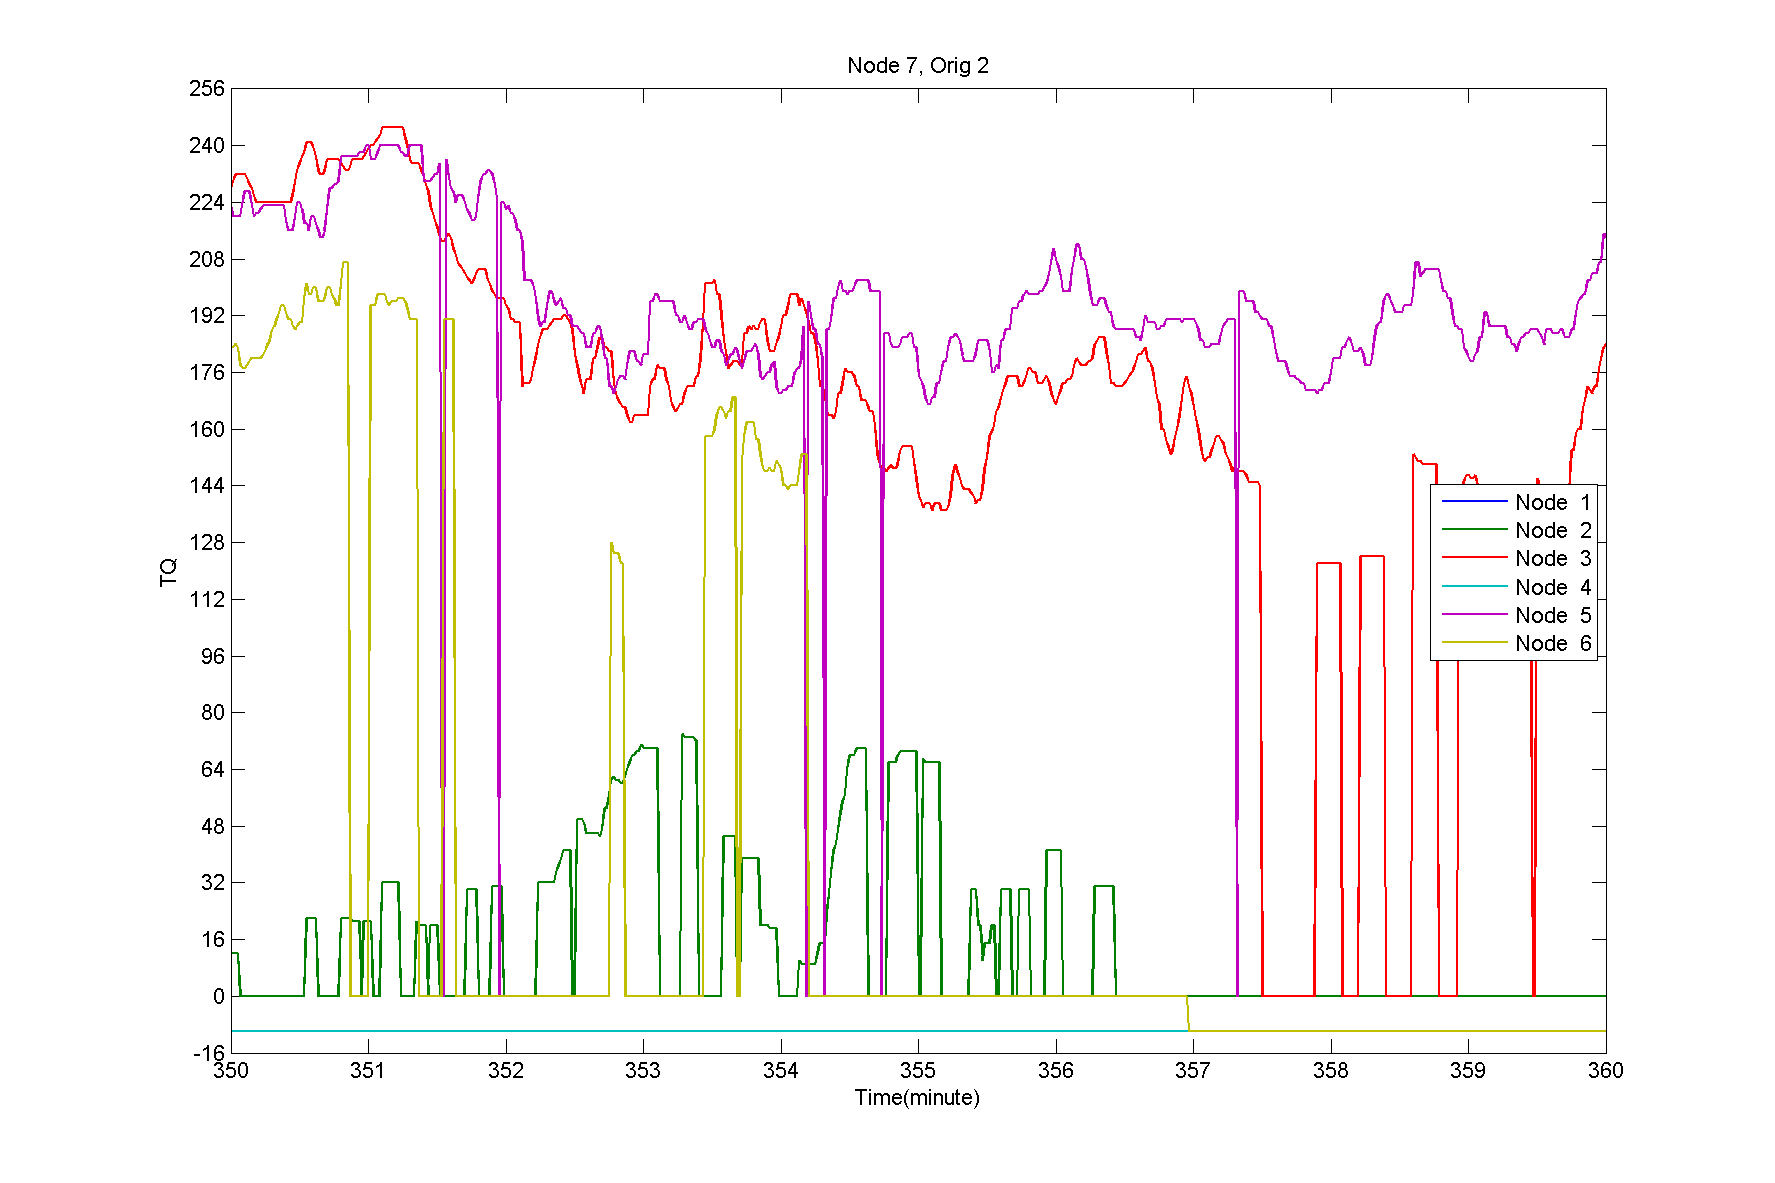 Node 7, Orig 2
256
240
224
208
192
176
160
144
128
112
96
80
64
48
32
16
0
-16
TQ
Node 1
Node 2
Node 3
Node 4
Node 5
Node 6
350 351 352 353 354 355 356 357 358 359 360
Time(minute)